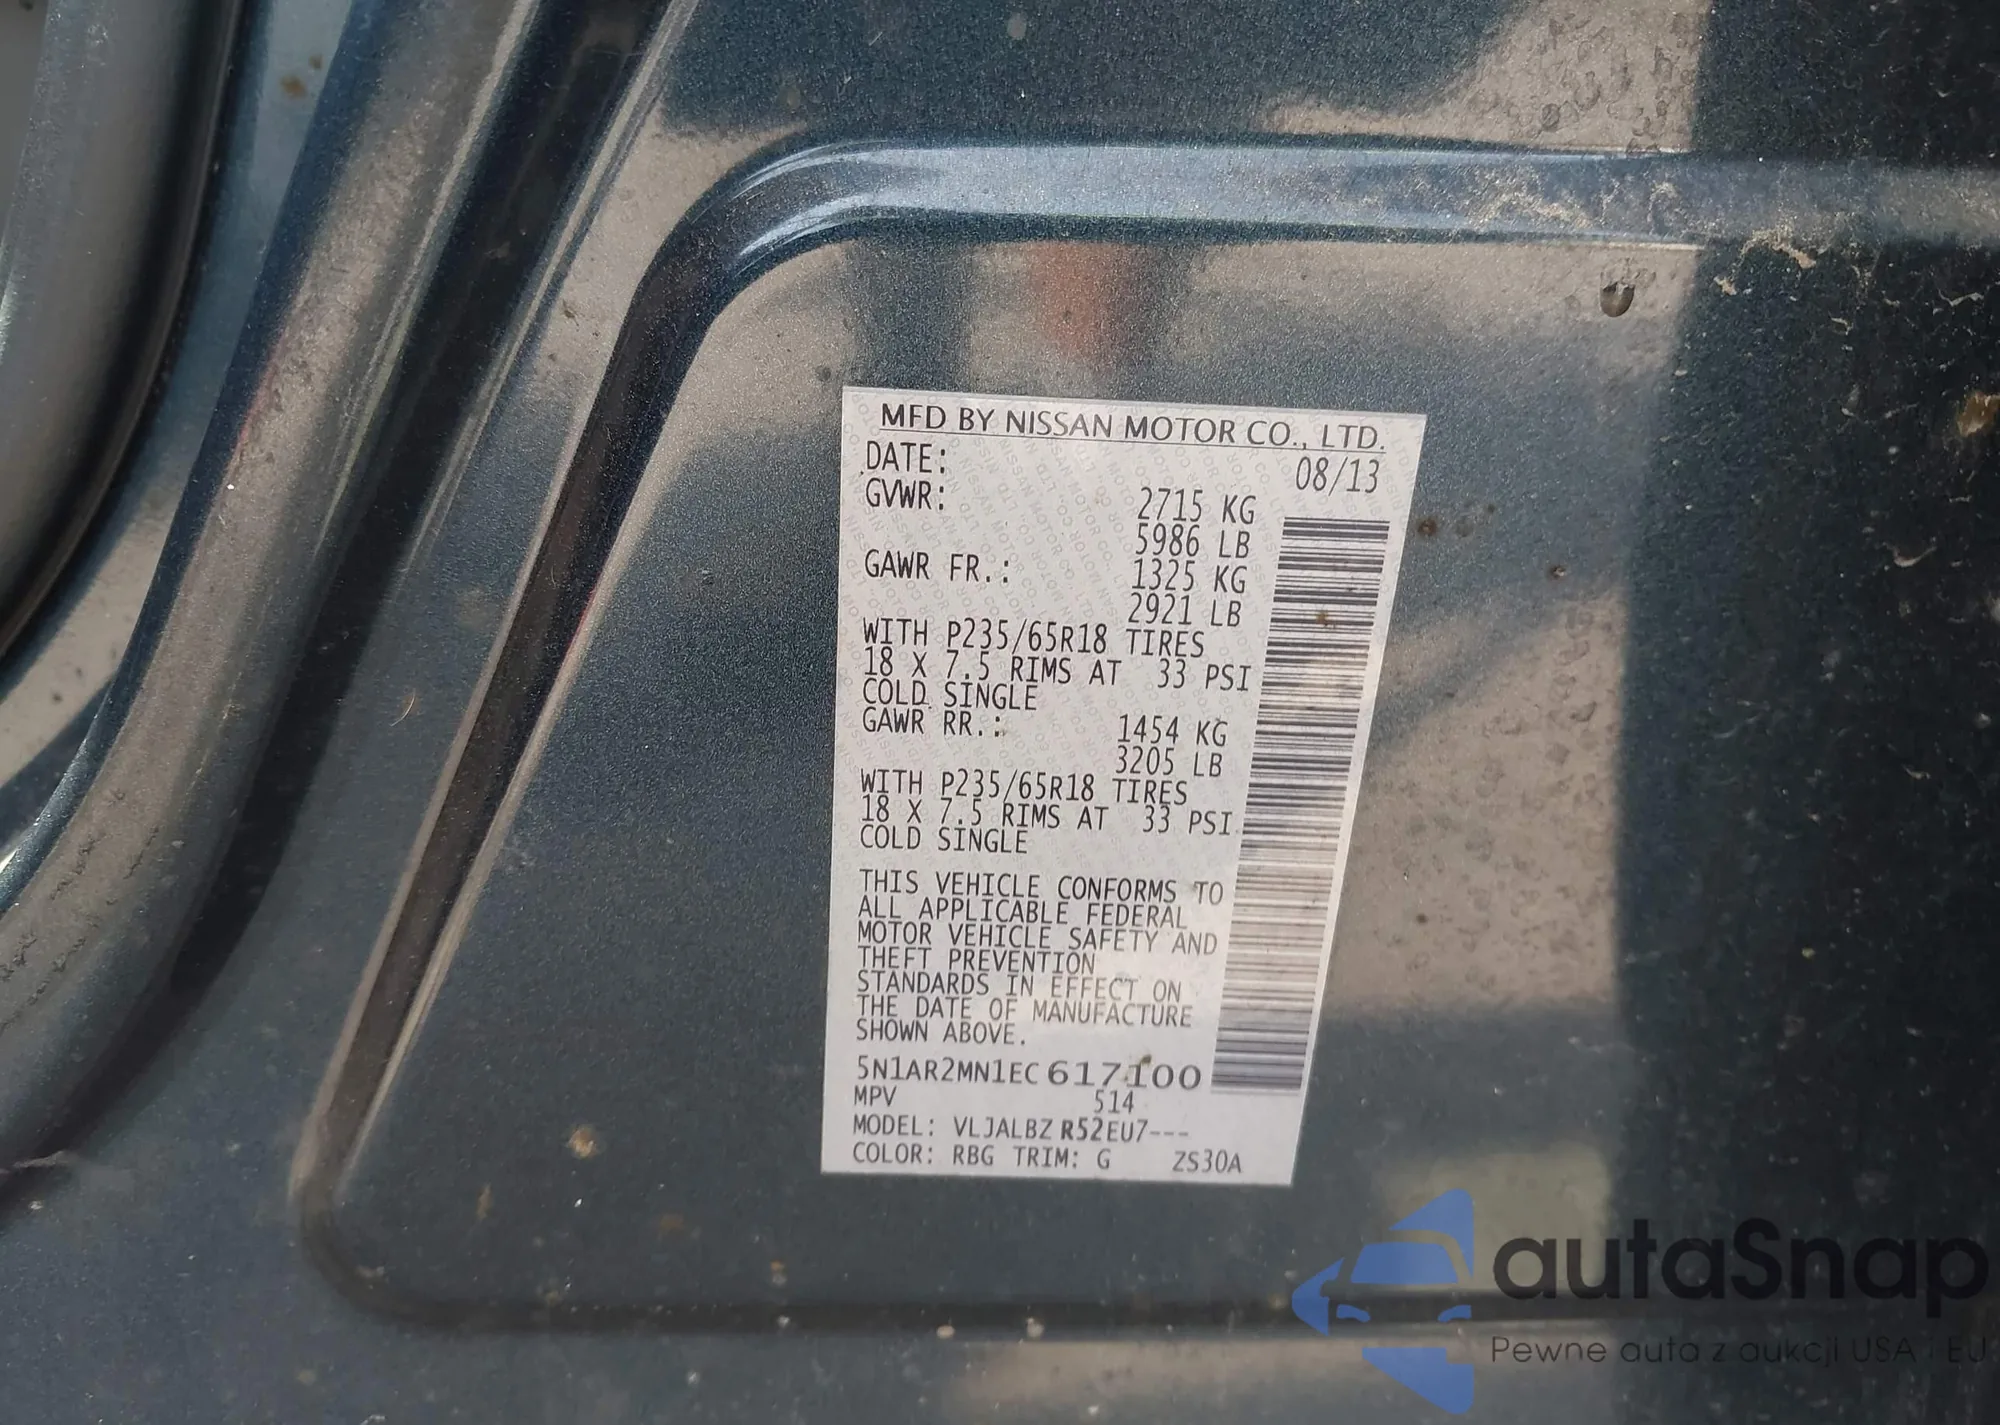 MFD BY NISSAN MOTOR CO., LTD.
DATE: 08/13
GVWR: 2715 KG
5986 LB
GAWR FR.: 1325 KG
2921 LB
WITH P235/65R18 TIRES
18 X 7.5 RIMS AT 33 PSI
COLD SINGLE
GAWR RR.: 1454 KG
3205 LB
WITH P235/65R18 TIRES
18 X 7.5 RIMS AT 33 PSI
COLD SINGLE
THIS VEHICLE CONFORMS TO
ALL APPLICABLE FEDERAL
MOTOR VEHICLE SAFETY AND
THEFT PREVENTION
STANDARDS IN EFFECT ON
THE DATE OF MANUFACTURE
SHOWN ABOVE.
5N1AR2MN1EC617100
MPV 514
MODEL: VLJALBZ R52EU7---
COLOR: RBG TRIM: G ZS30A
autaSnap
Pewne auta z aukcji USA i EU